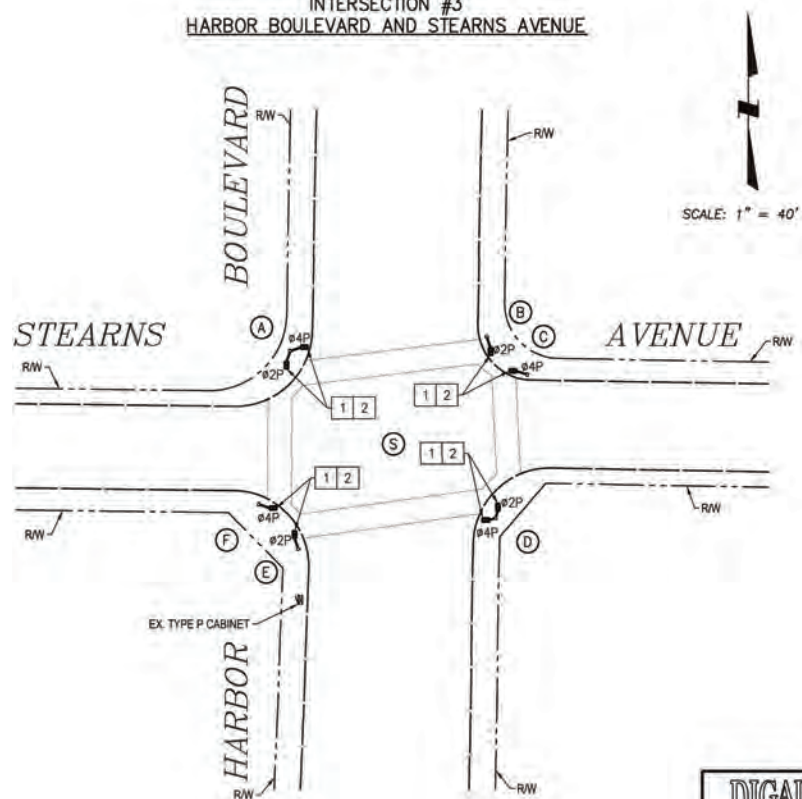 INTERSECTION #3
HARBOR BOULEVARD AND STEARNS AVENUE
BOULEVARD
R/W
R/W
N
SCALE: 1" = 40'
STEARNS
A
B
C
AVENUE
ø4P
ø2P
ø2P
ø4P
R/W
R/W
1 2
1 2
S
1 2
1 2
ø4P
ø2P
ø2P
ø4P
R/W
R/W
F
E
D
EX. TYPE P CABINET
HARBOR
R/W
R/W
DIGAL